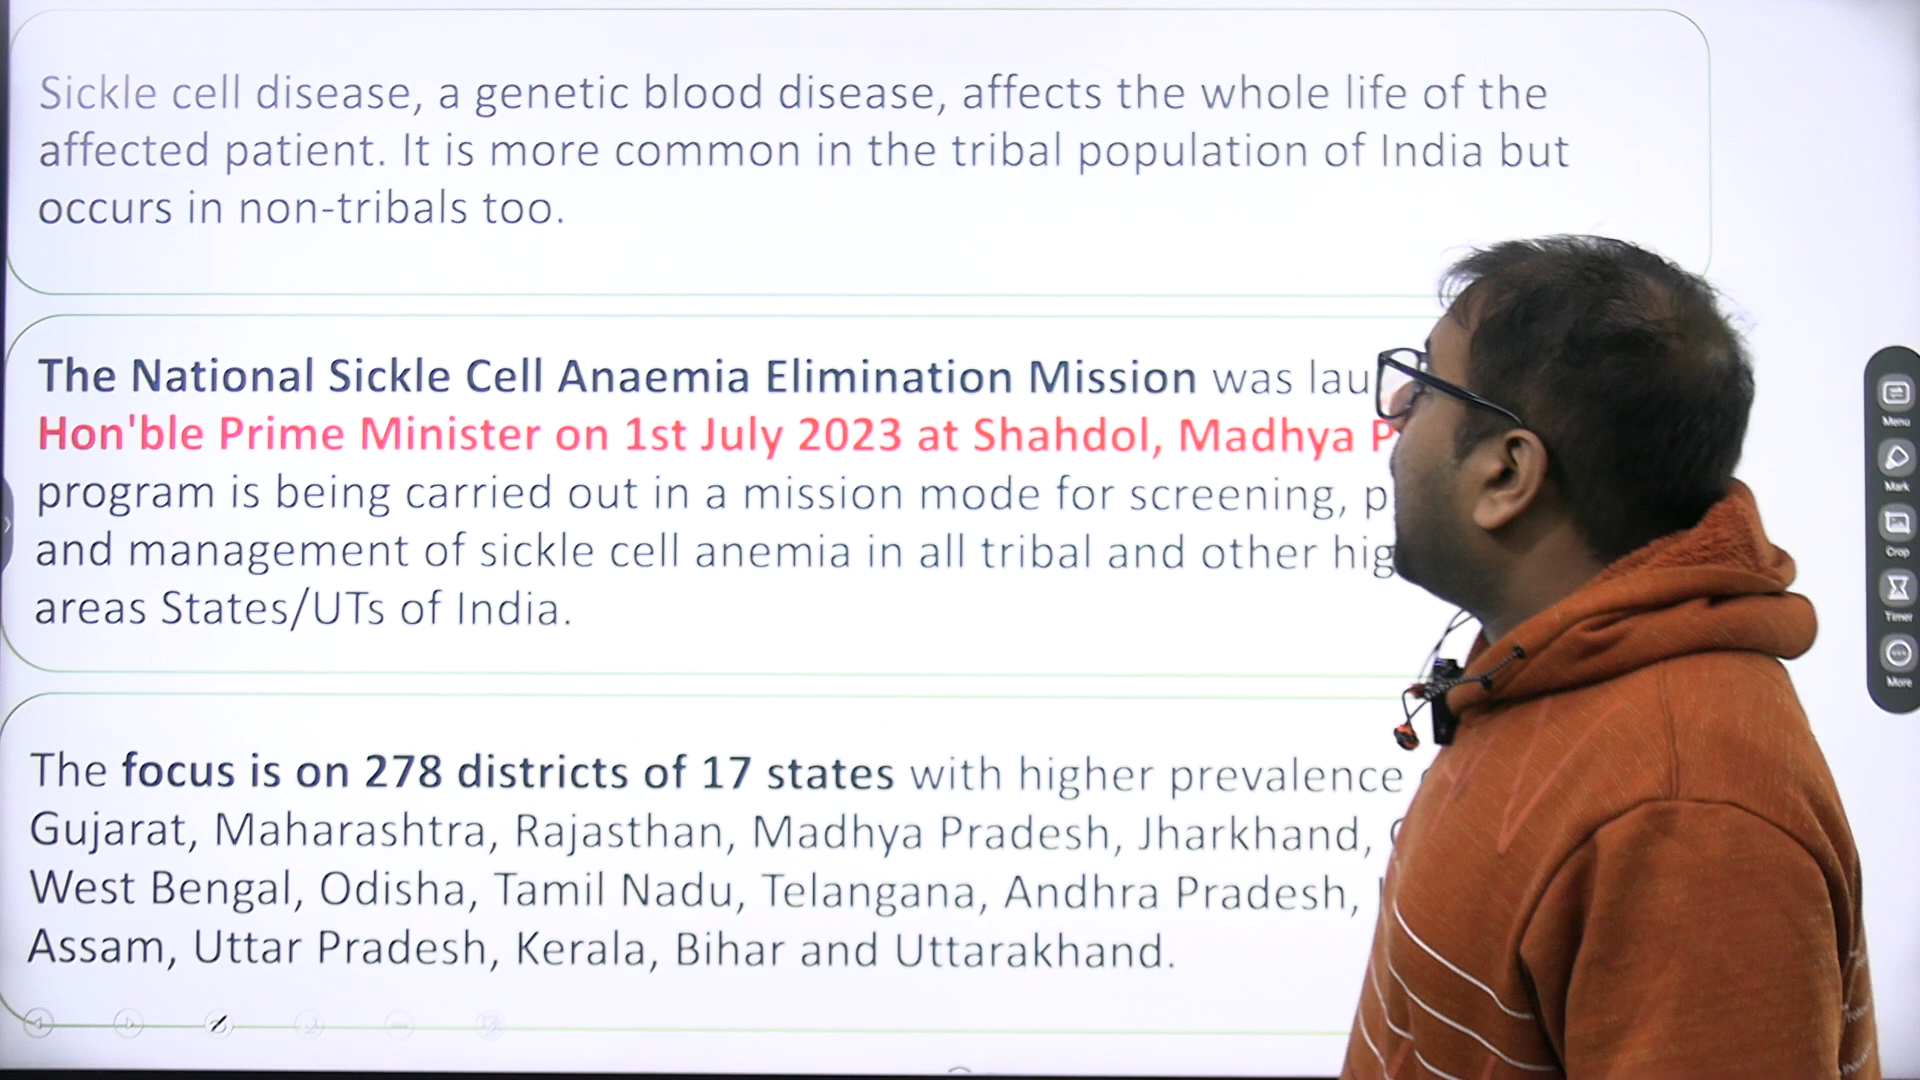 Sickle cell disease, a genetic blood disease, affects the whole life of the
affected patient. It is more common in the tribal population of India but
occurs in non-tribals too.
The National Sickle Cell Anaemia Elimination Mission was
Hon'ble Prime Minister on 1st July 2023 at Shahdol, Madhya
program is being carried out in a mission mode for screening,
and management of sickle cell anemia in all tribal and other
areas States/UTs of India.
The focus is on 278 districts of 17 states with higher prevalence
Gujarat, Maharashtra, Rajasthan, Madhya Pradesh, Jharkhand,
West Bengal, Odisha, Tamil Nadu, Telangana, Andhra Pradesh,
Assam, Uttar Pradesh, Kerala, Bihar and Uttarakhand.
Menu
Mark
Crop
Timer
More